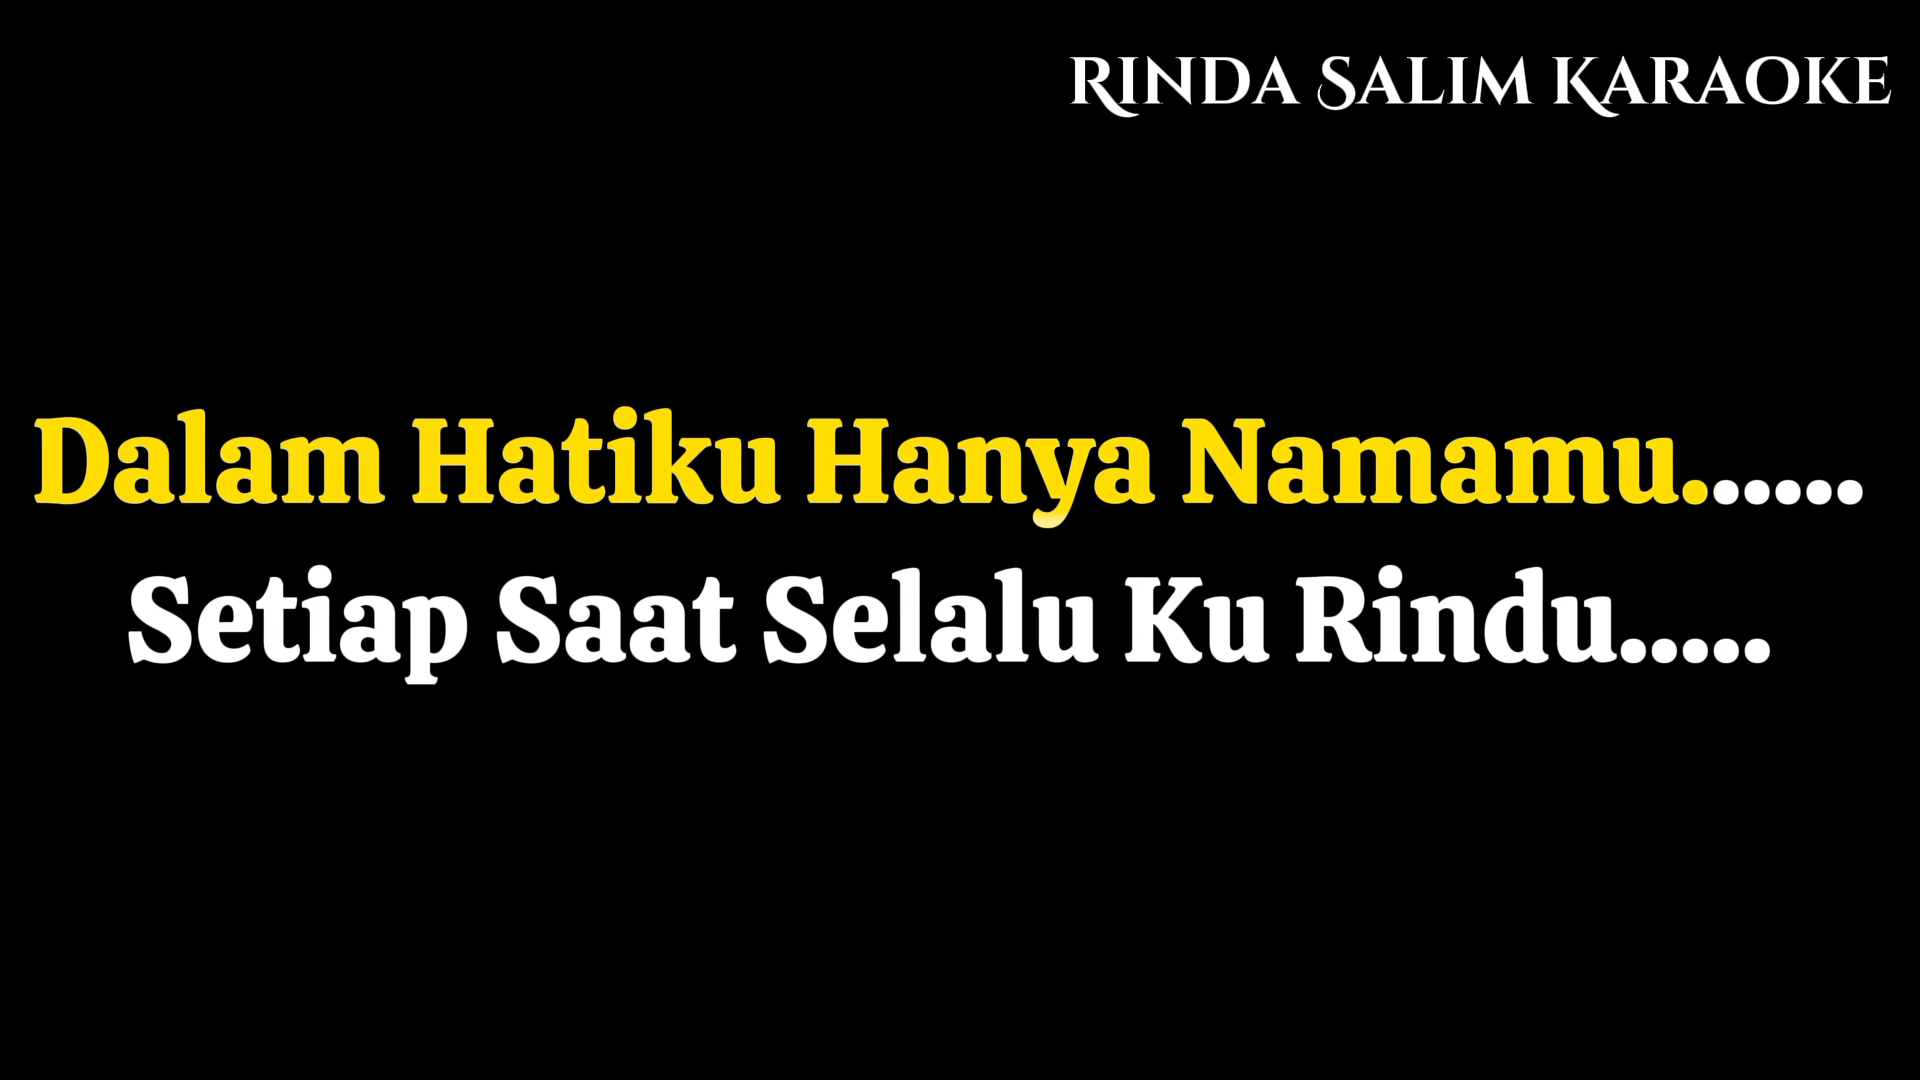 Rinda Salim Karaoke
Dalam Hatiku Hanya Namamu......
Setiap Saat Selalu Ku Rindu.....